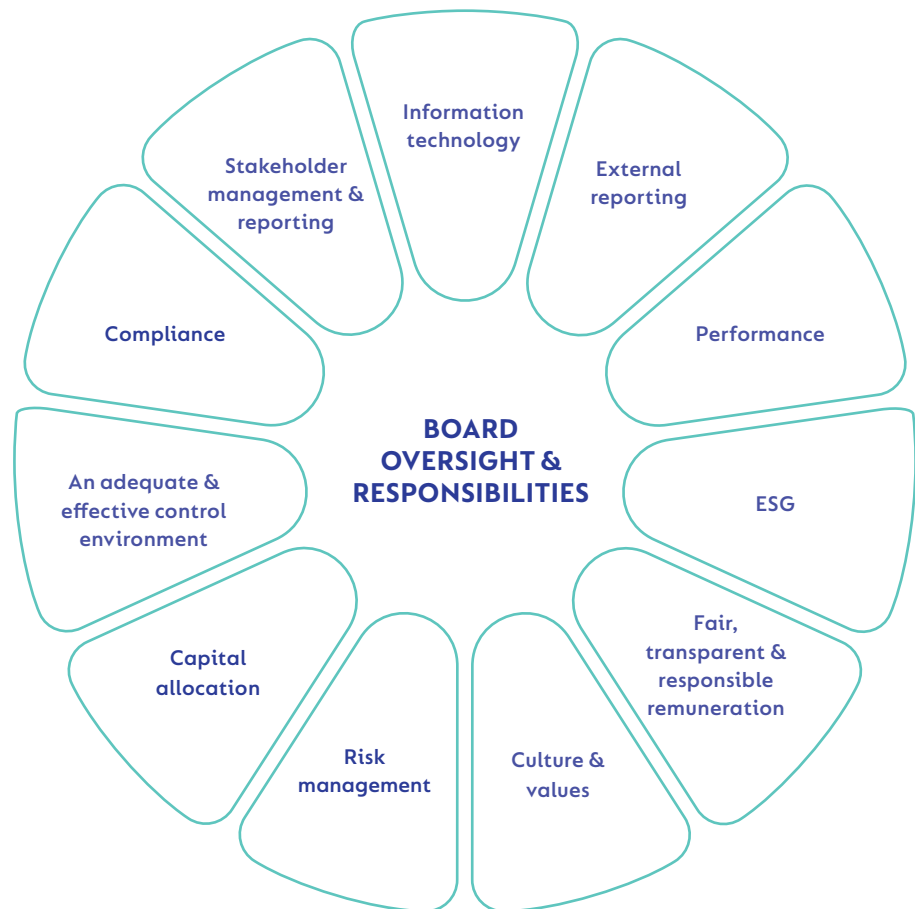 Information
technology
External
reporting
Performance
ESG
Fair,
transparent &
responsible
remuneration
Culture &
values
Risk
management
Capital
allocation
An adequate &
effective control
environment
Compliance
Stakeholder
management &
reporting
BOARD
OVERSIGHT &
RESPONSIBILITIES